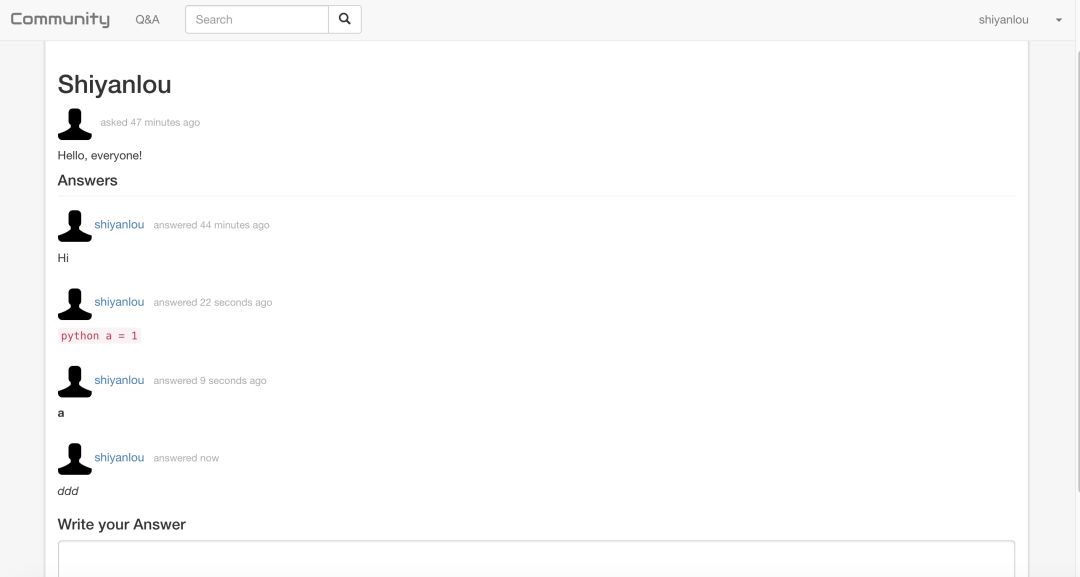 Community Q&A Search shiyanlou
Shiyanlou
asked 47 minutes ago
Hello, everyone!
Answers
shiyanlou answered 44 minutes ago
Hi
shiyanlou answered 22 seconds ago
python a = 1
shiyanlou answered 9 seconds ago
a
shiyanlou answered now
ddd
Write your Answer